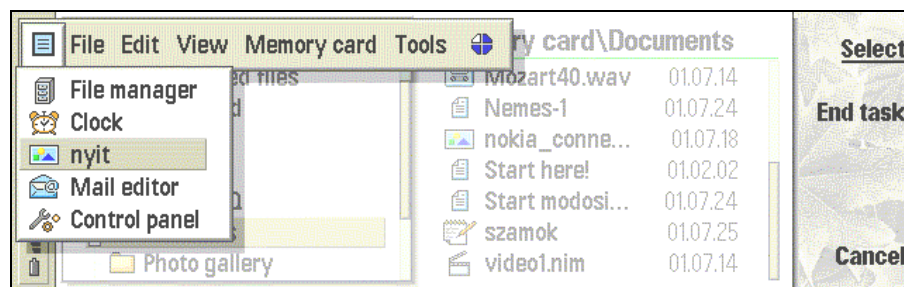 File Edit View Memory card Tools
ry card\Documents
Select
File manager
ed files
Mozart40.wav 01.07.14
Clock
Nemes-1 01.07.24
End task
nyit
nokia_conne... 01.07.18
Mail editor
Start here! 01.02.02
Control panel
Start modosi... 01.07.24
szamok 01.07.25
Photo gallery
video1.nim 01.07.14
Cancel